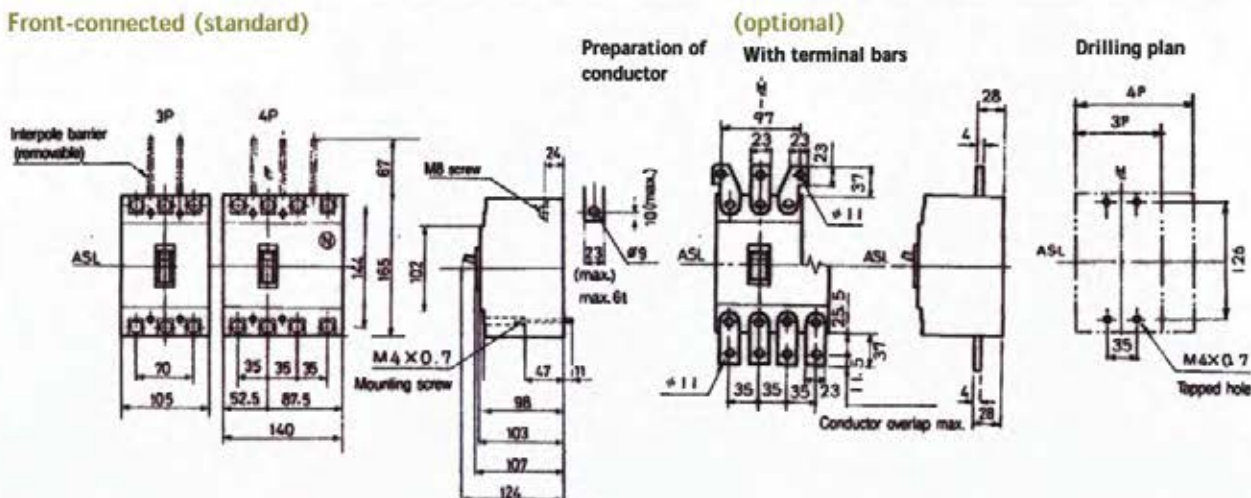 Front-connected (standard)
(optional)
Preparation of
conductor
With terminal bars
Drilling plan
3P
4P
Interpole barrier
(removable)
67
ASL
144
165
70
105
35
35
35
52.5
87.5
140
N
24
M8 screw
102
M4×0.7
Mounting screw
47
11
98
103
107
124
10(max.)
ø9
23
(max.)
max.6t
97
23
23
23
37
ø11
ASL
25.5
37
11.5
ø11
35
35
35
23
Conductor overlap max.
28
4
ASL
4
28
4P
3P
ASL
126
35
M4×0.7
Tapped hole